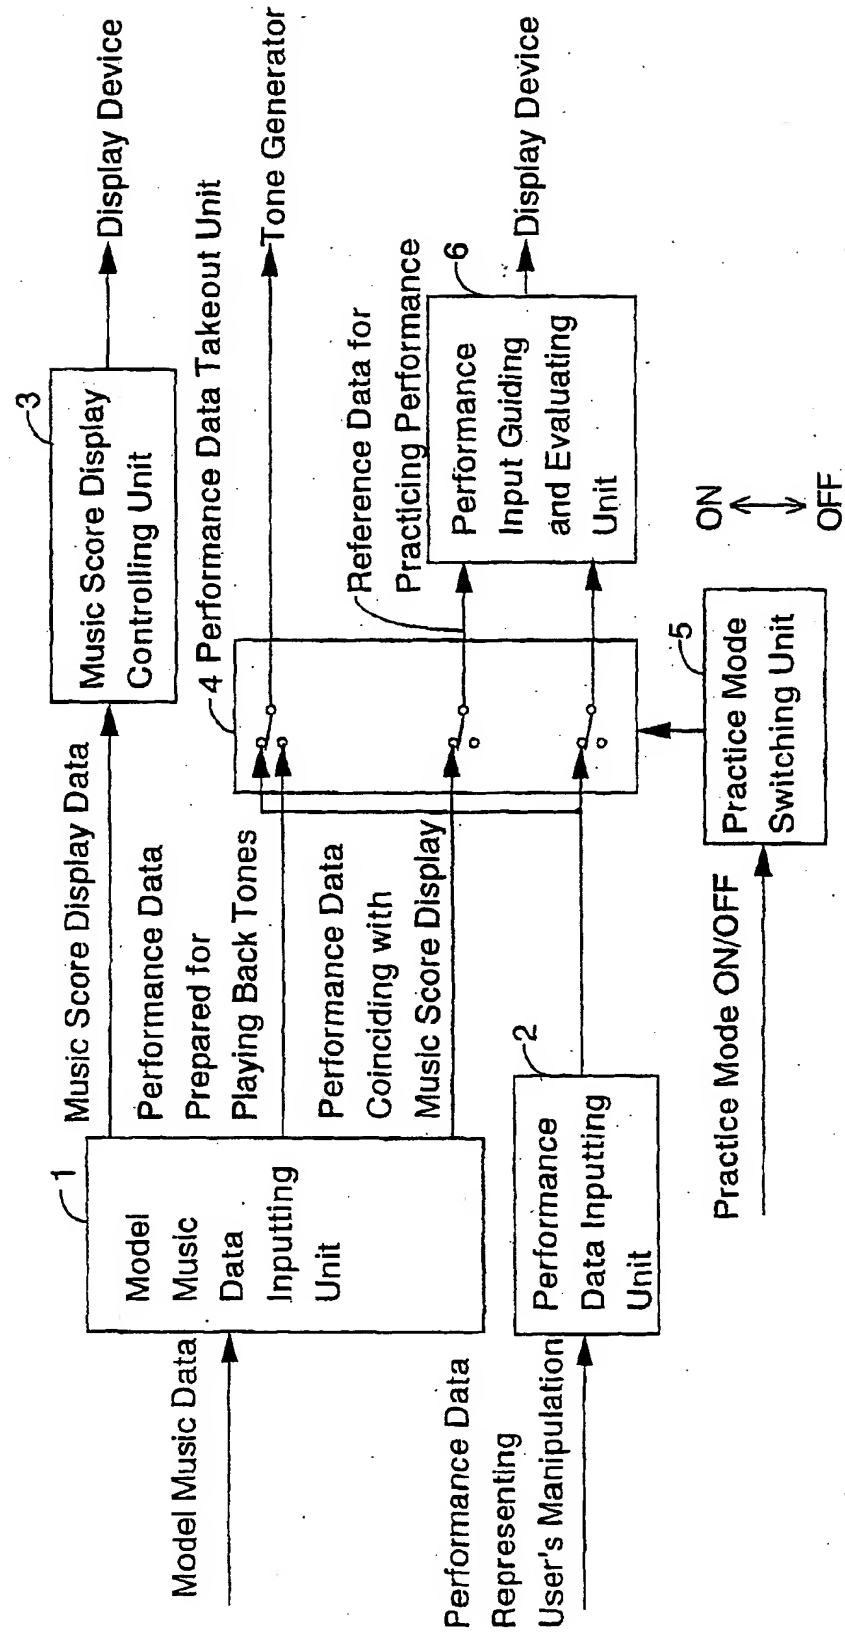 Model Music Data
1
Model
Music
Data
Inputting
Unit
Music Score Display Data
Performance Data
Prepared for
Playing Back Tones
Performance Data
Coinciding with
Music Score Display
3
Music Score Display
Controlling Unit
Display Device
4 Performance Data Takeout Unit
Tone Generator
Reference Data for
Practicing Performance
6
Performance
Input Guiding
and Evaluating
Unit
Display Device
Performance Data
Representing
User's Manipulation
2
Performance
Data Inputting
Unit
Practice Mode ON/OFF
5
Practice Mode
Switching Unit
ON
OFF